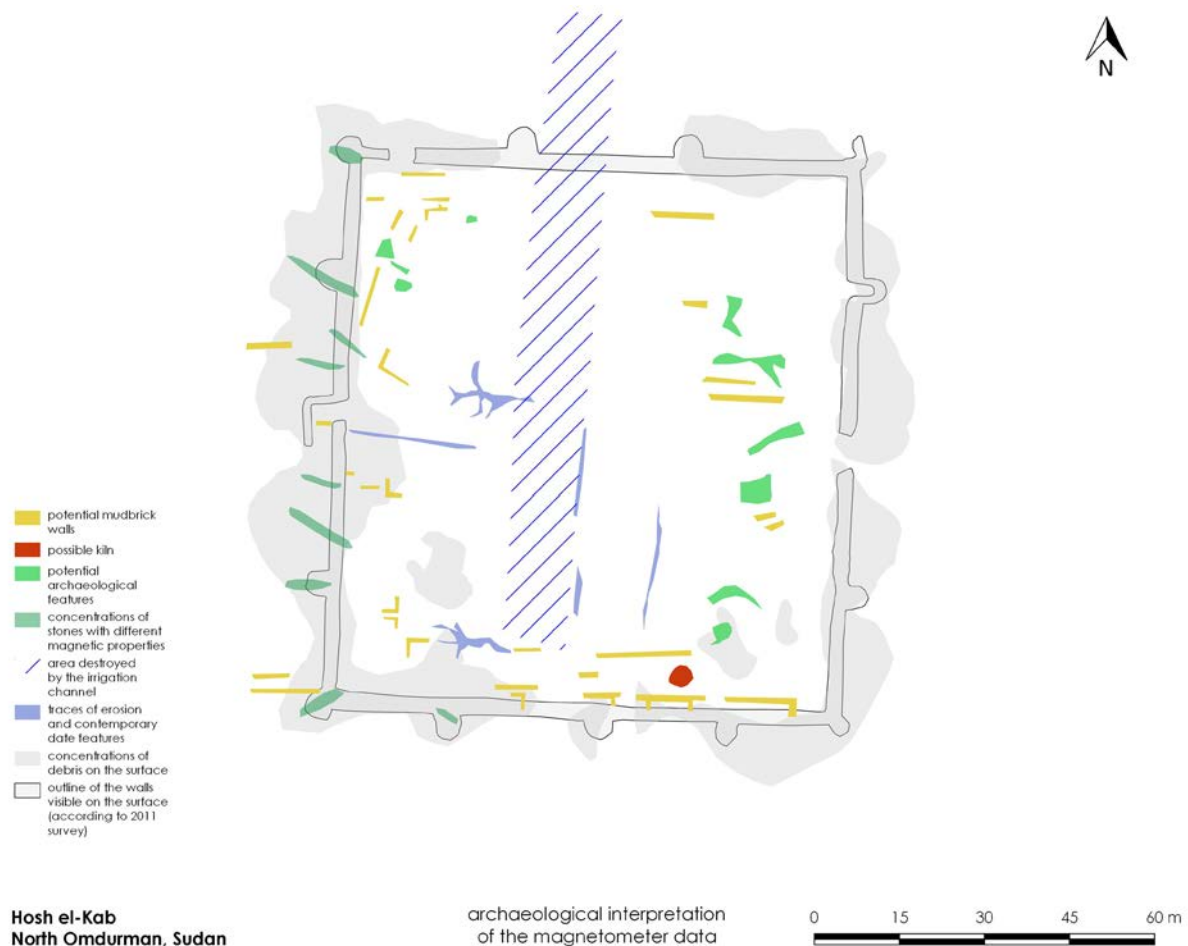 N
potential mudbrick
walls
possible kiln
potential
archaeological
features
concentrations of
stones with different
magnetic properties
area destroyed
by the irrigation
channel
traces of erosion
and contemporary
date features
concentrations of
debris on the surface
outline of the walls
visible on the surface
(according to 2011
survey)
Hosh el-Kab
North Omdurman, Sudan
archaeological interpretation
of the magnetometer data
0 15 30 45 60 m